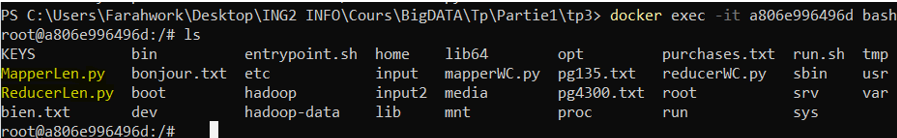 PS C:\Users\Farahwork\Desktop\ING2 INFO\Cours\BigDATA\Tp\Partie1\tp3> docker exec -it a806e996496d bash
root@a806e996496d:/# ls
KEYS bin entrypoint.sh home lib64 opt purchases.txt run.sh tmp
MapperLen.py bonjour.txt etc input mapperWC.py pg135.txt reducerWC.py sbin usr
ReducerLen.py boot hadoop input2 media pg4300.txt root srv var
bien.txt dev hadoop-data lib mnt proc run sys
root@a806e996496d:/#